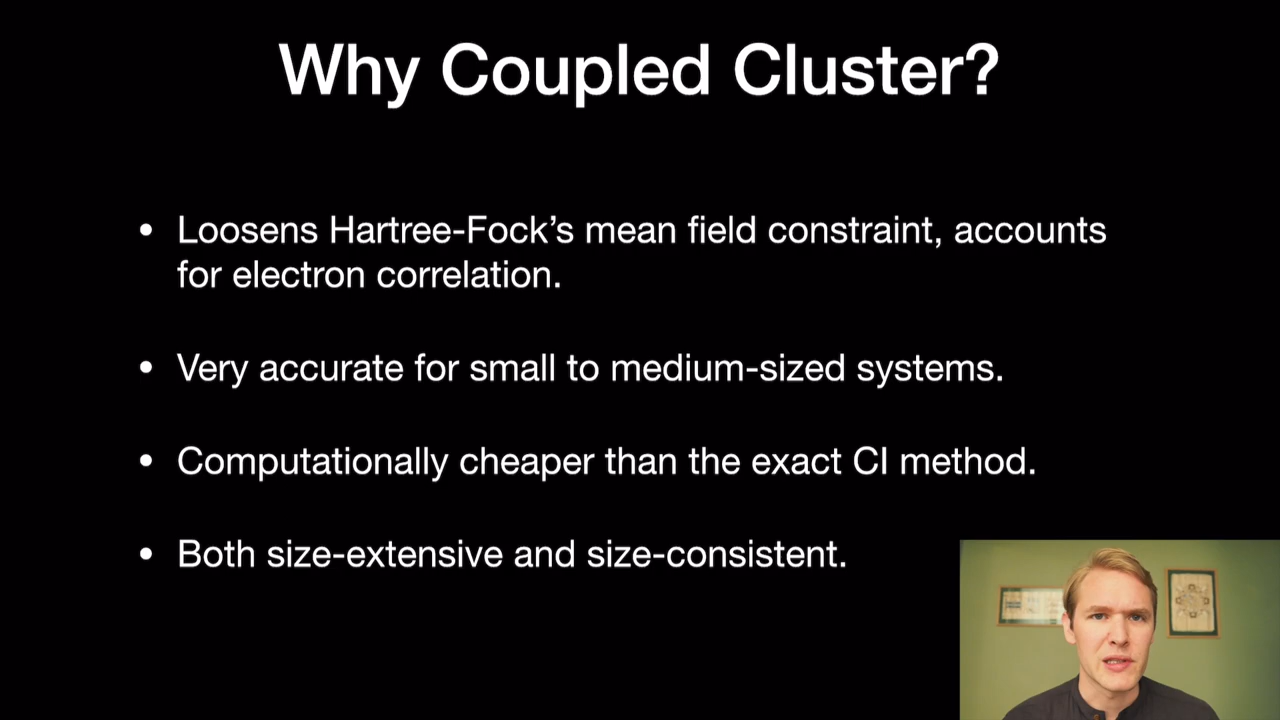 Why Coupled Cluster?
• Loosens Hartree-Fock’s mean field constraint, accounts
for electron correlation.
• Very accurate for small to medium-sized systems.
• Computationally cheaper than the exact CI method.
• Both size-extensive and size-consistent.